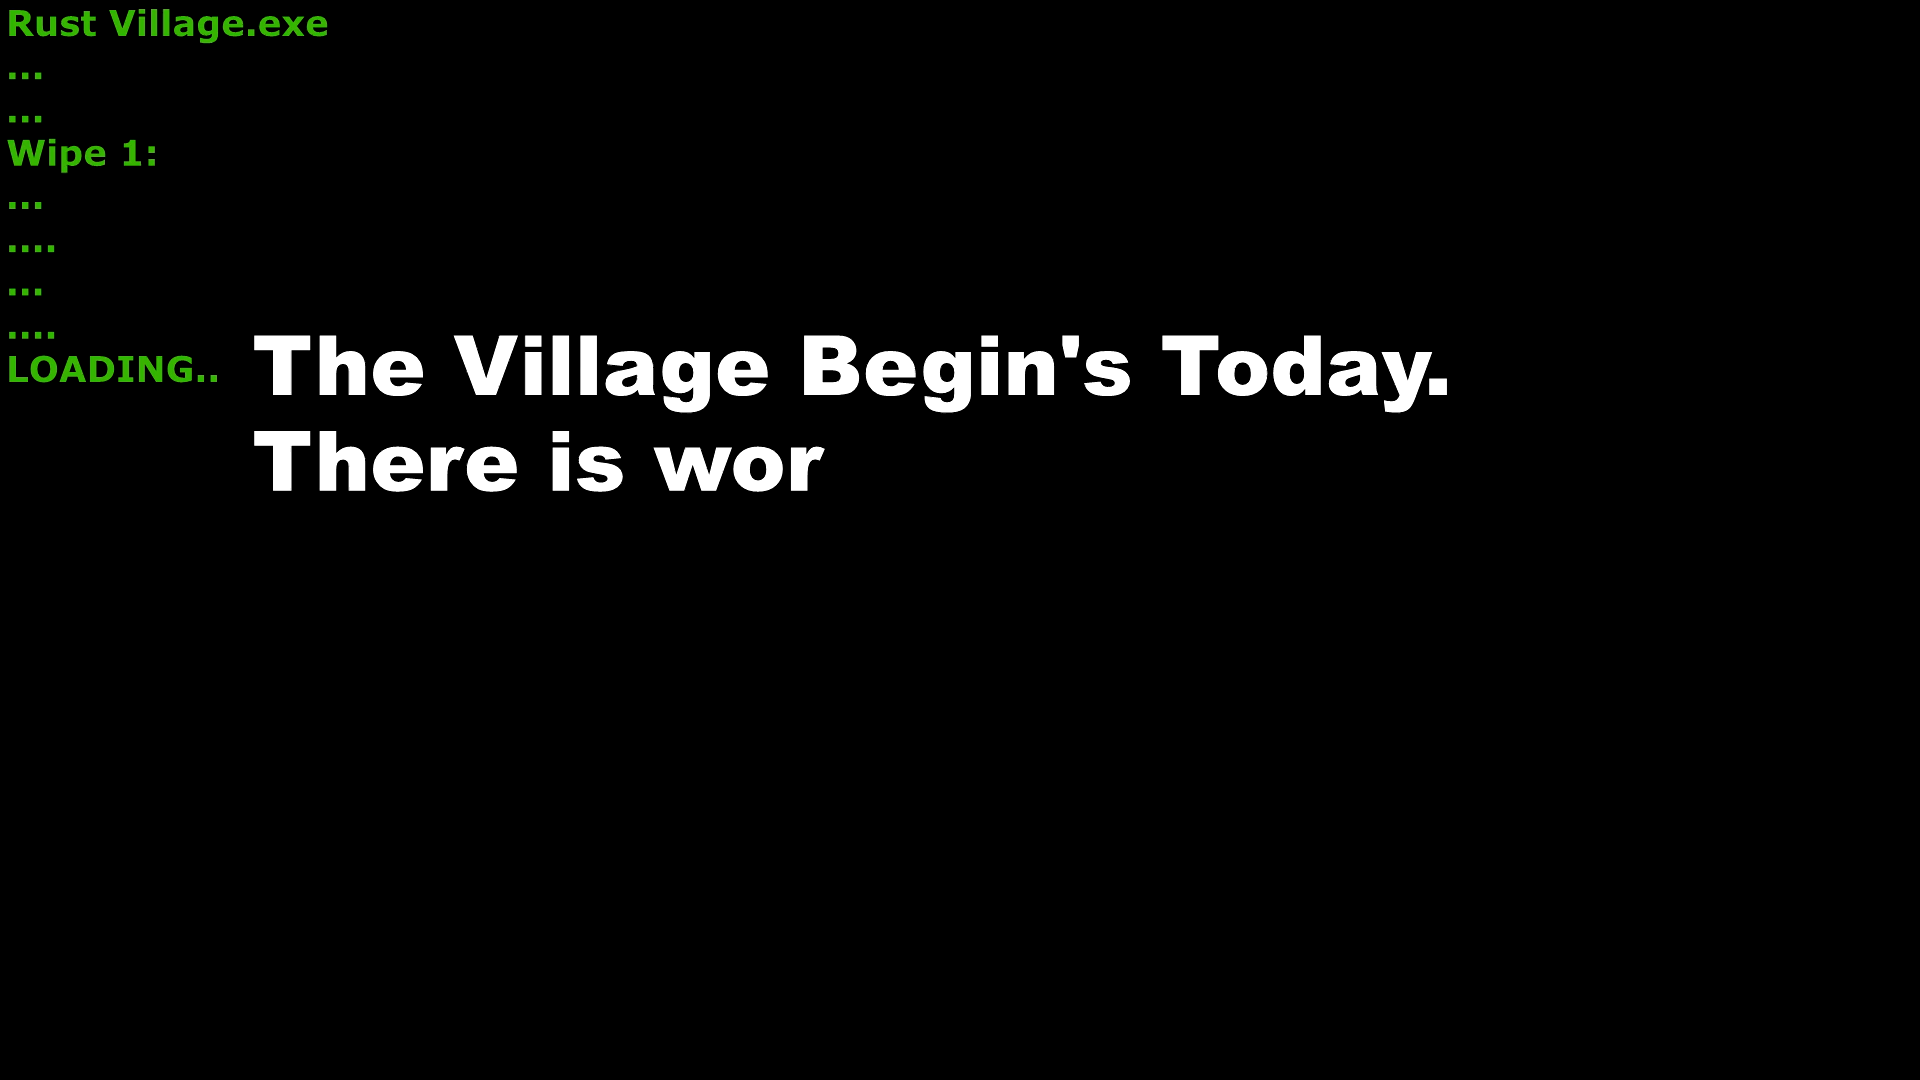 Rust Village.exe
...
...
Wipe 1:
...
....
...
....
LOADING..
The Village Begin's Today.
There is wor